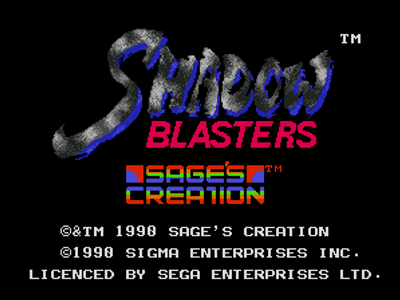 SHADOW TM
BLASTERS
SAGE'S TM
CREATION
©&TM 1990 SAGE'S CREATION
©1990 SIGMA ENTERPRISES INC.
LICENCED BY SEGA ENTERPRISES LTD.